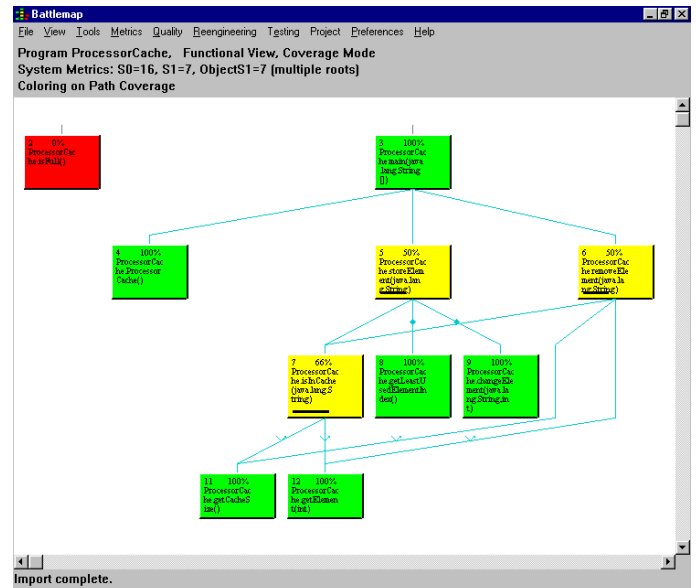 Battlemap
File View Tools Metrics Quality Reengineering Testing Project Preferences Help
Program ProcessorCache, Functional View, Coverage Mode
System Metrics: S0=16, S1=7, ObjectS1=7 (multiple roots)
Coloring on Path Coverage
2 0%
ProcessorCac
he.isFull()
3 100%
ProcessorCac
he.main(java
.lang.String
[])
4 100%
ProcessorCac
he.Processor
Cache()
5 50%
ProcessorCac
he.storeElem
ent(java.lan
g.String)
6 50%
ProcessorCac
he.removeEle
ment(java.la
ng.String)
7 66%
ProcessorCac
he.isInCache
(java.lang.S
tring)
8 100%
ProcessorCac
he.getLeastU
sedElementIn
dex()
9 100%
ProcessorCac
he.changeEle
ment(java.la
ng.String,in
t)
11 100%
ProcessorCac
he.getCacheS
ize()
12 100%
ProcessorCac
he.getElemen
t(int)
Import complete.